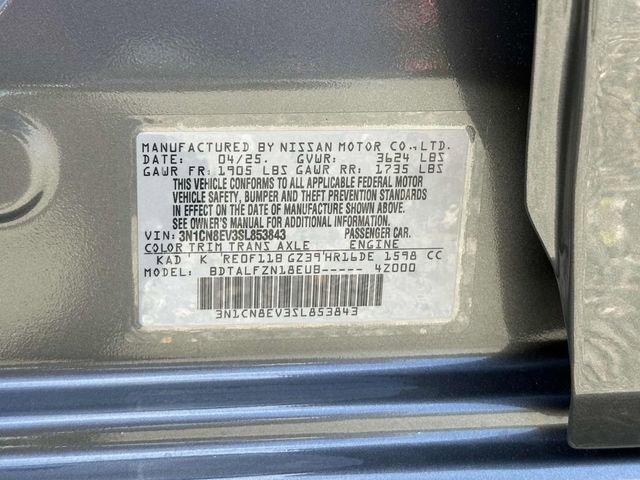 MANUFACTURED BY NISSAN MOTOR CO., LTD.
DATE: 04/25. GVWR: 3624 LBS
GAWR FR: 1905 LBS GAWR RR: 1735 LBS
THIS VEHICLE CONFORMS TO ALL APPLICABLE FEDERAL MOTOR
VEHICLE SAFETY, BUMPER AND THEFT PREVENTION STANDARDS
IN EFFECT ON THE DATE OF MANUFACTURE SHOWN ABOVE.
SEE OWNER'S MANUAL FOR ADDITIONAL INFORMATION.
VIN: 3N1CN8EV3SL853843 PASSENGER CAR.
COLOR TRIM TRANS AXLE ENGINE
KAD ' K RE0F11B GZ39'HR16DE 1598 CC
BDTALFZN18EUB----- 4Z000
3N1CN8EV3SL853843